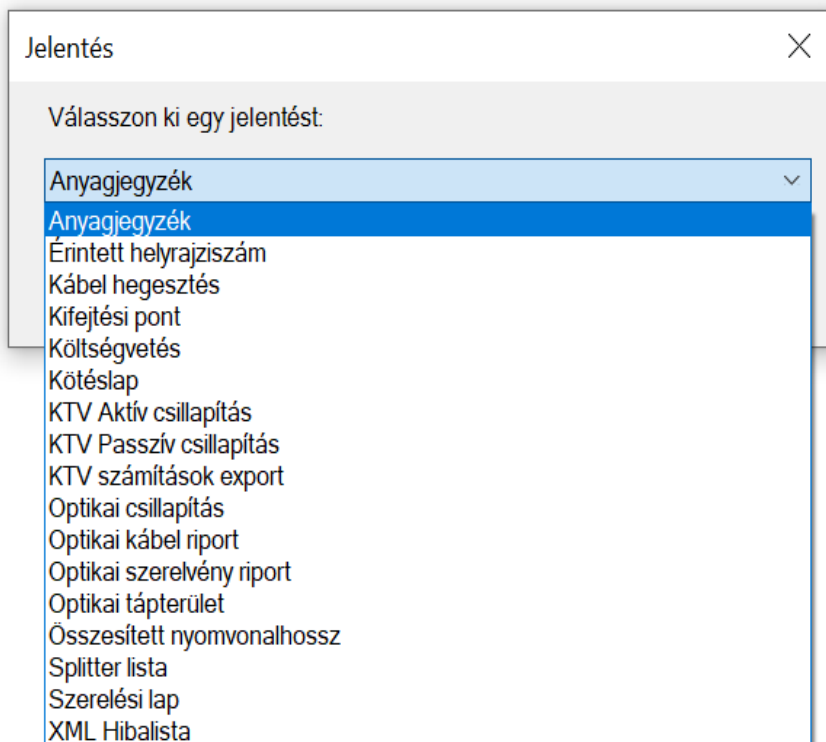 Jelentés
Válasszon ki egy jelentést:
Anyagjegyzék
Anyagjegyzék
Érintett helyrajziszám
Kábel hegesztés
Kifejtési pont
Költségvetés
Kötéslap
KTV Aktív csillapítás
KTV Passzív csillapítás
KTV számítások export
Optikai csillapítás
Optikai kábel riport
Optikai szerelvény riport
Optikai tápterület
Összesített nyomvonalhossz
Splitter lista
Szerelési lap
XML Hibalista